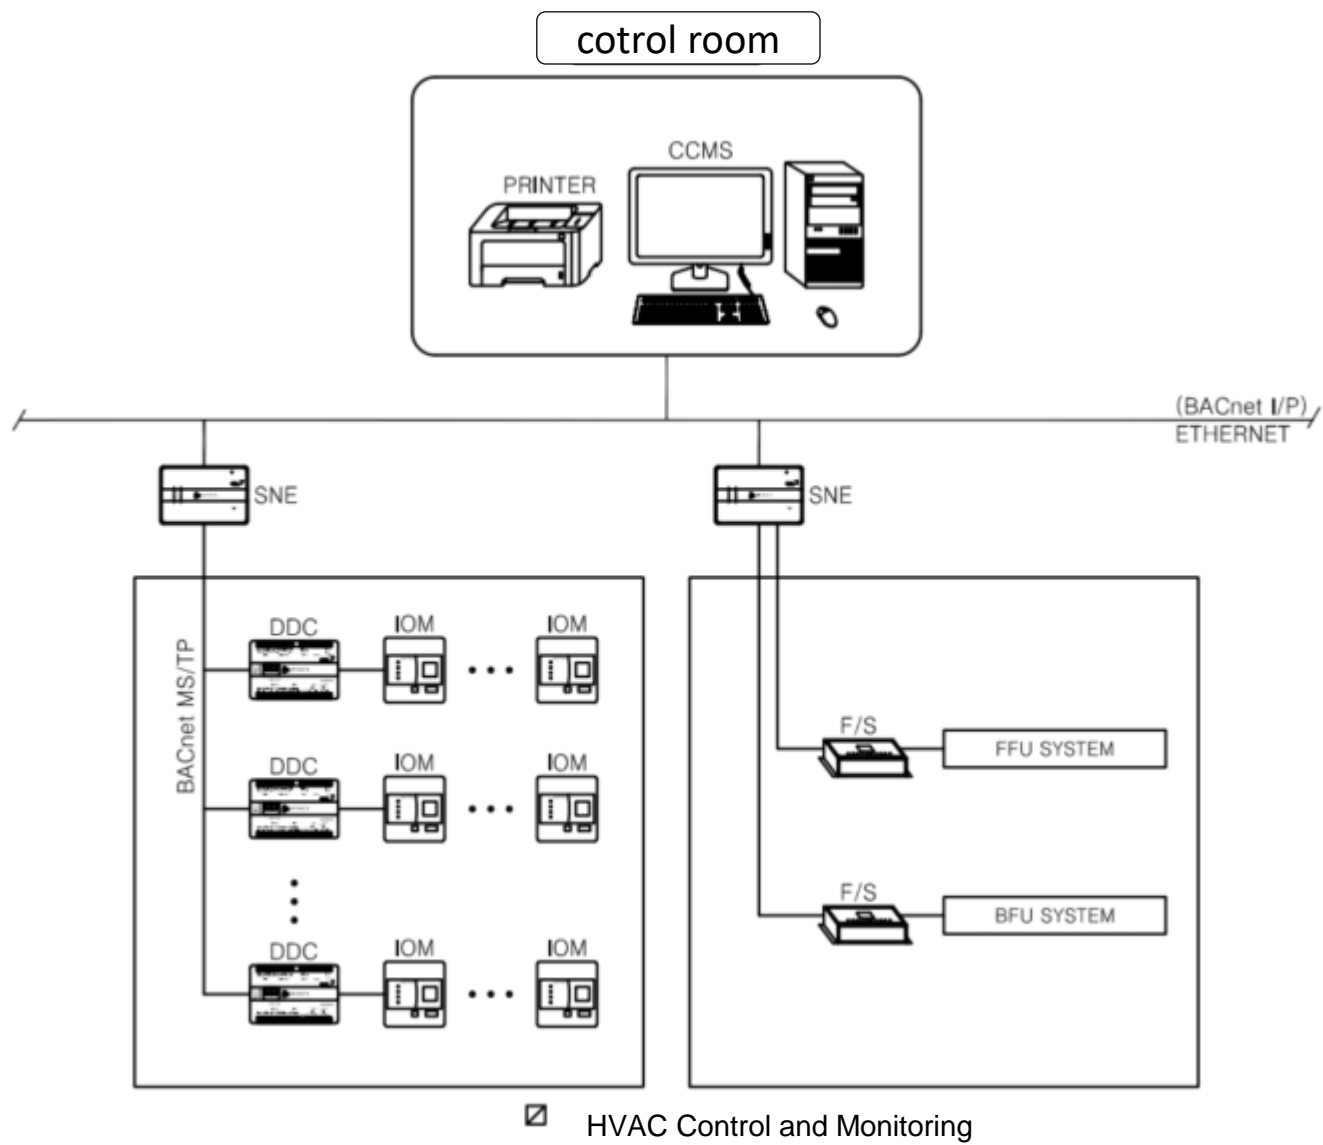 cotrol room
CCMS
PRINTER
(BACnet I/P)
ETHERNET
SNE
SNE
BACnet MS/TP
DDC
IOM
IOM
DDC
IOM
IOM
DDC
IOM
IOM
F/S
FFU SYSTEM
F/S
BFU SYSTEM
HVAC Control and Monitoring